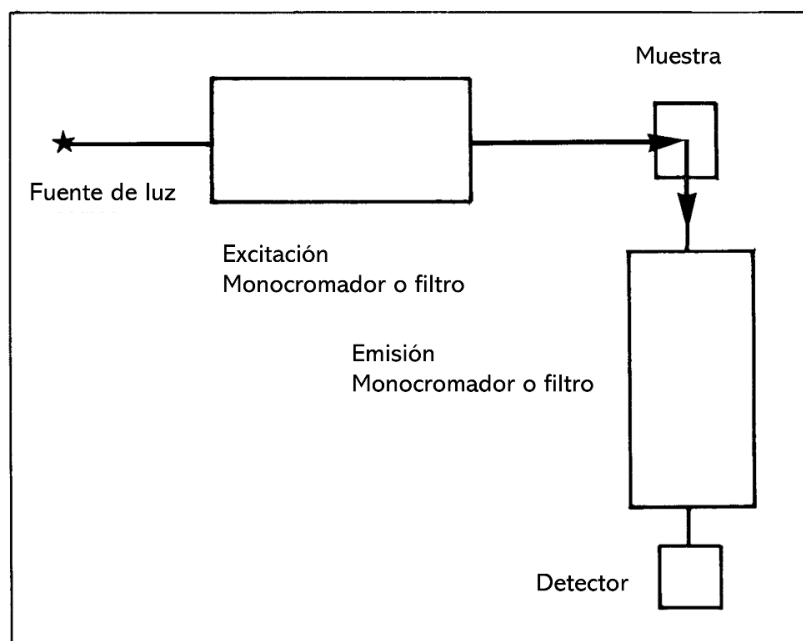 Muestra
Fuente de luz
Excitación
Monocromador o filtro
Emisión
Monocromador o filtro
Detector